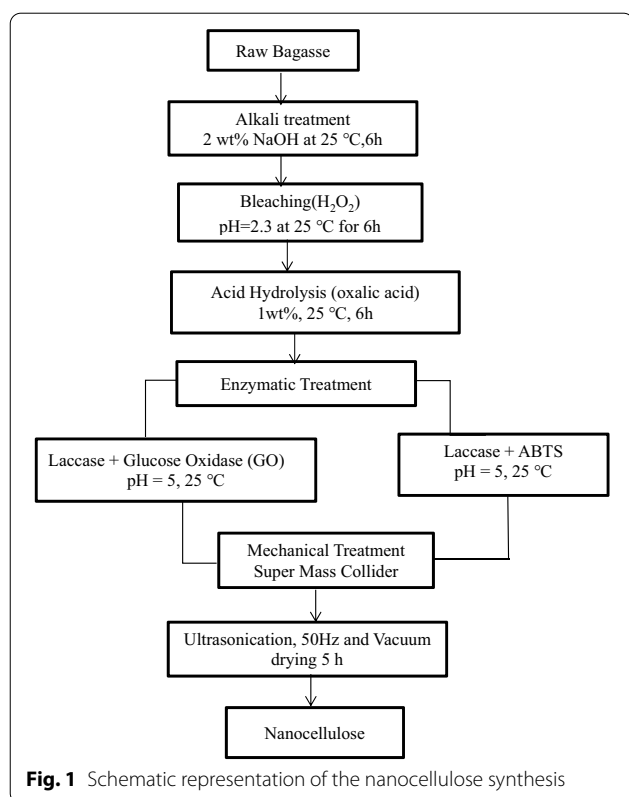 Raw Bagasse
Alkali treatment
2 wt% NaOH at 25 °C,6h
Bleaching(H₂O₂)
pH=2.3 at 25 °C for 6h
Acid Hydrolysis (oxalic acid)
1wt%, 25 °C, 6h
Enzymatic Treatment
Laccase + Glucose Oxidase (GO)
pH = 5, 25 °C
Laccase + ABTS
pH = 5, 25 °C
Mechanical Treatment
Super Mass Collider
Ultrasonication, 50Hz and Vacuum
drying 5 h
Nanocellulose
Fig. 1 Schematic representation of the nanocellulose synthesis